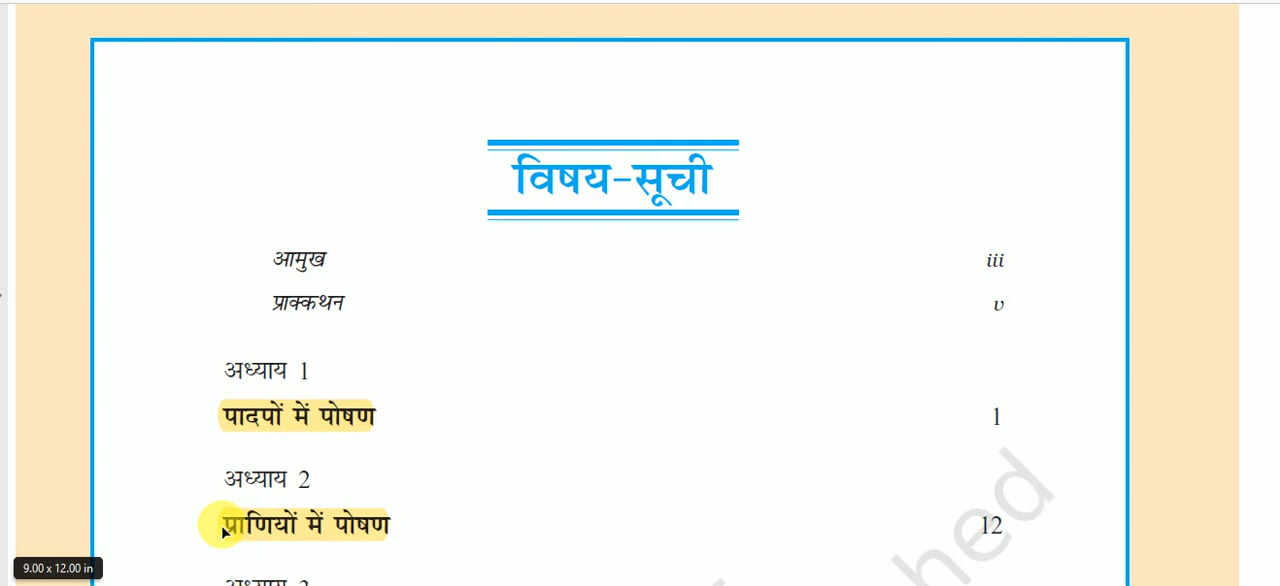 विषय-सूची
आमुख iii
प्राक्कथन v
अध्याय 1
पादपों में पोषण 1
अध्याय 2
प्राणियों में पोषण 12
9.00 x 12.00 in